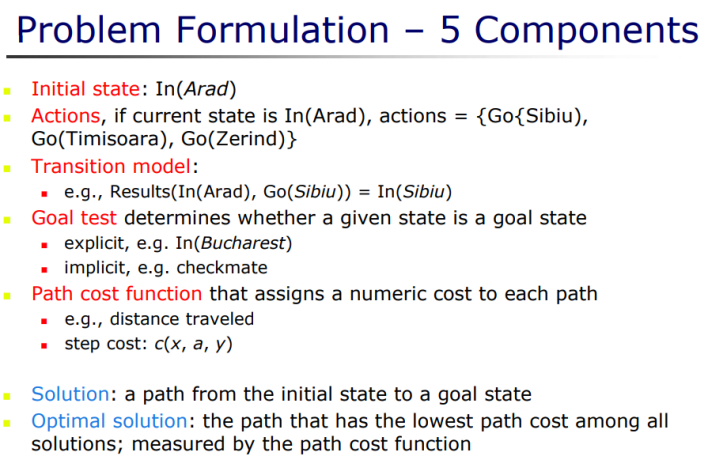 Problem Formulation – 5 Components
Initial state: In(Arad)
Actions, if current state is In(Arad), actions = {Go{Sibiu),
Go(Timisoara), Go(Zerind)}
Transition model:
e.g., Results(In(Arad), Go(Sibiu)) = In(Sibiu)
Goal test determines whether a given state is a goal state
explicit, e.g. In(Bucharest)
implicit, e.g. checkmate
Path cost function that assigns a numeric cost to each path
e.g., distance traveled
step cost: c(x, a, y)
Solution: a path from the initial state to a goal state
Optimal solution: the path that has the lowest path cost among all
solutions; measured by the path cost function